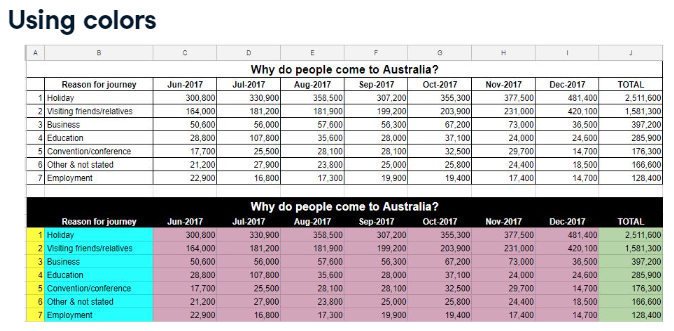 Using colors
A B C D E F G H I J
Why do people come to Australia?
Reason for journey Jun-2017 Jul-2017 Aug-2017 Sep-2017 Oct-2017 Nov-2017 Dec-2017 TOTAL
1 Holiday 300,800 330,900 358,500 307,200 355,300 377,500 481,400 2,511,600
2 Visiting friends/relatives 164,000 181,200 181,900 199,200 203,900 231,000 420,100 1,581,300
3 Business 50,600 56,000 57,600 56,300 67,200 73,000 36,500 397,200
4 Education 28,800 107,800 35,600 28,000 37,100 24,000 24,600 285,900
5 Convention/conference 17,700 25,500 28,100 28,100 32,500 29,700 14,700 176,300
6 Other & not stated 21,200 27,900 23,800 25,000 25,800 24,400 18,500 166,600
7 Employment 22,900 16,800 17,300 19,900 19,400 17,400 14,700 128,400
Why do people come to Australia?
Reason for journey Jun-2017 Jul-2017 Aug-2017 Sep-2017 Oct-2017 Nov-2017 Dec-2017 TOTAL
1 Holiday 300,800 330,900 358,500 307,200 355,300 377,500 481,400 2,511,600
2 Visiting friends/relatives 164,000 181,200 181,900 199,200 203,900 231,000 420,100 1,581,300
3 Business 50,600 56,000 57,600 56,300 67,200 73,000 36,500 397,200
4 Education 28,800 107,800 35,600 28,000 37,100 24,000 24,600 285,900
5 Convention/conference 17,700 25,500 28,100 28,100 32,500 29,700 14,700 176,300
6 Other & not stated 21,200 27,900 23,800 25,000 25,800 24,400 18,500 166,600
7 Employment 22,900 16,800 17,300 19,900 19,400 17,400 14,700 128,400